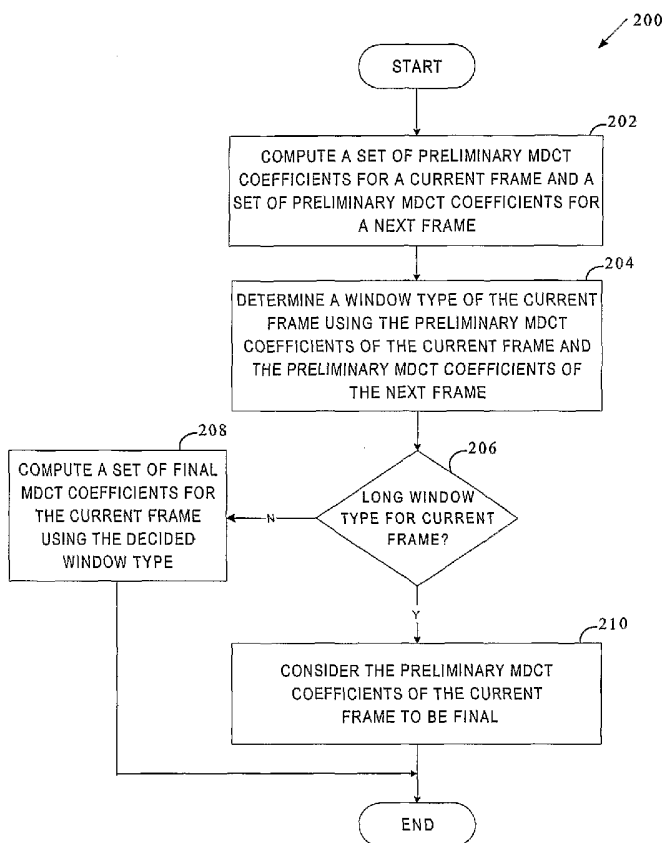 200
START
202
COMPUTE A SET OF PRELIMINARY MDCT
COEFFICIENTS FOR A CURRENT FRAME AND A
SET OF PRELIMINARY MDCT COEFFICIENTS FOR
A NEXT FRAME
204
DETERMINE A WINDOW TYPE OF THE CURRENT
FRAME USING THE PRELIMINARY MDCT
COEFFICIENTS OF THE CURRENT FRAME AND
THE PRELIMINARY MDCT COEFFICIENTS OF
THE NEXT FRAME
206
LONG WINDOW
TYPE FOR CURRENT
FRAME?
N
208
COMPUTE A SET OF FINAL
MDCT COEFFICIENTS FOR
THE CURRENT FRAME
USING THE DECIDED
WINDOW TYPE
Y
210
CONSIDER THE PRELIMINARY MDCT
COEFFICIENTS OF THE CURRENT
FRAME TO BE FINAL
END